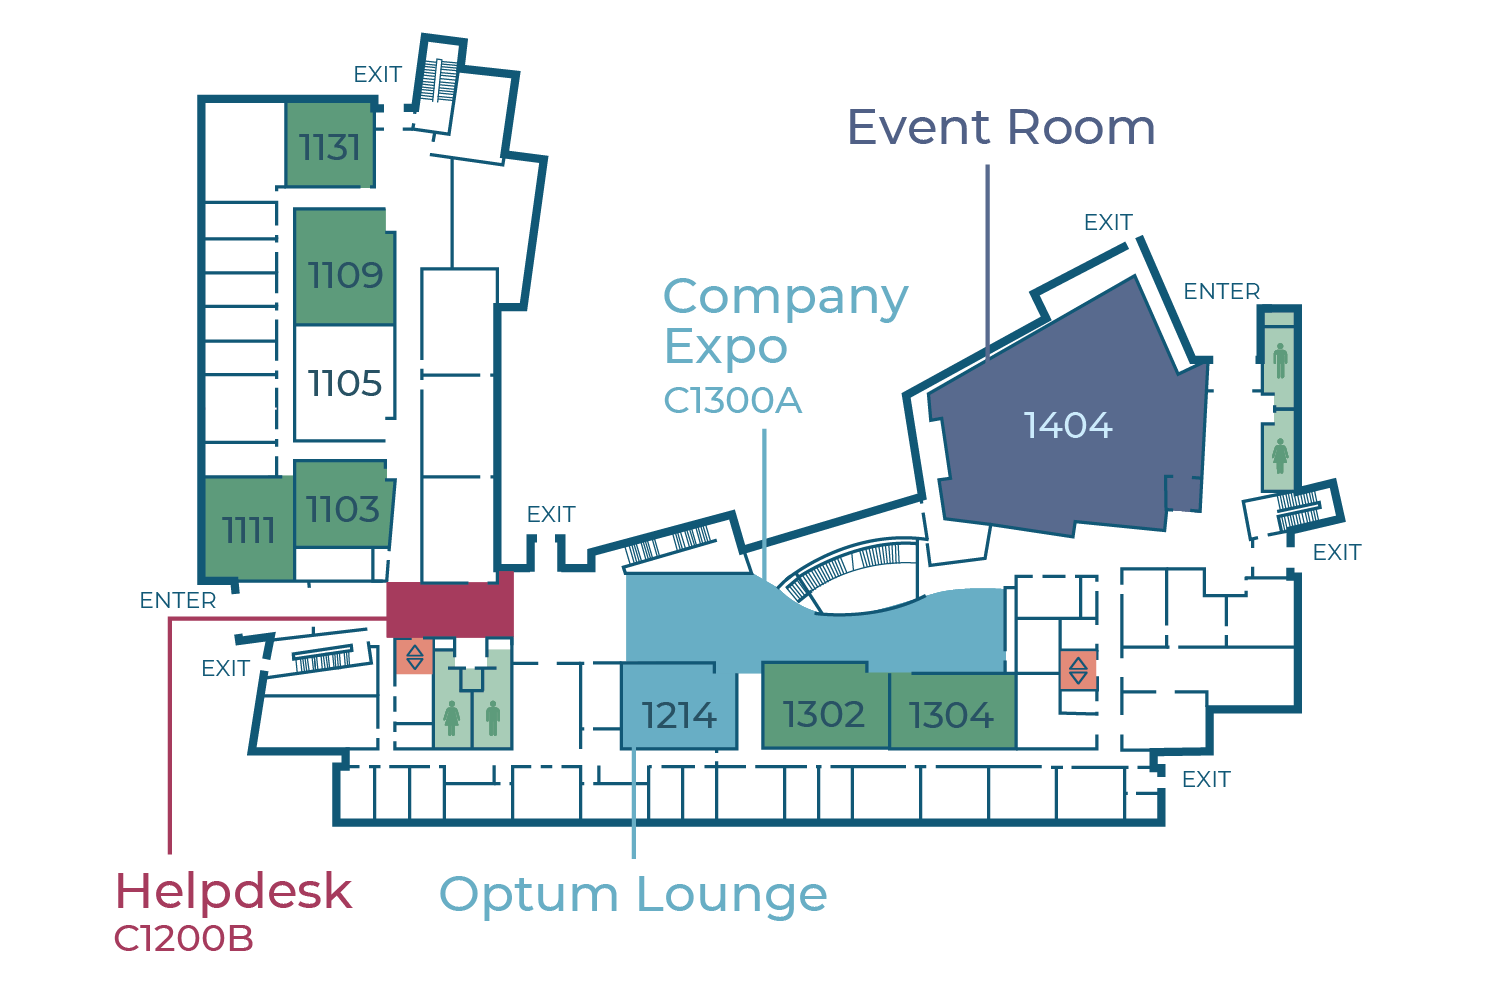 EXIT
Event Room
1131
EXIT
1109
Company
Expo
C1300A
ENTER
1105
1404
1103
1111
EXIT
EXIT
ENTER
EXIT
1214
1302
1304
EXIT
Helpdesk
C1200B
Optum Lounge